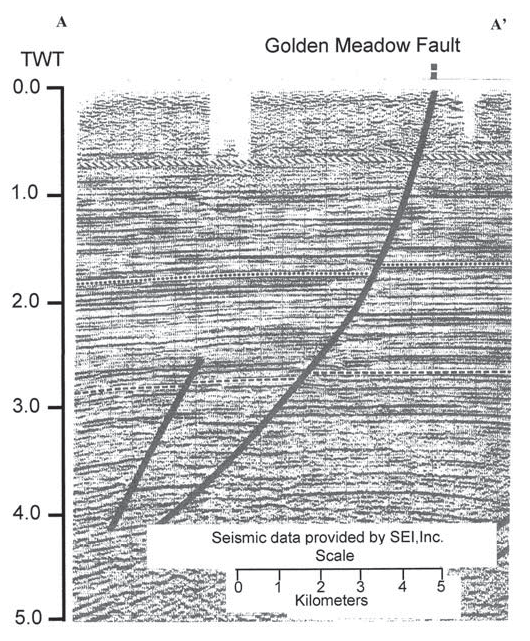 A
A'
Golden Meadow Fault
TWT
0.0
1.0
2.0
3.0
4.0
5.0
Seismic data provided by SEI,Inc.
Scale
0 1 2 3 4 5
Kilometers